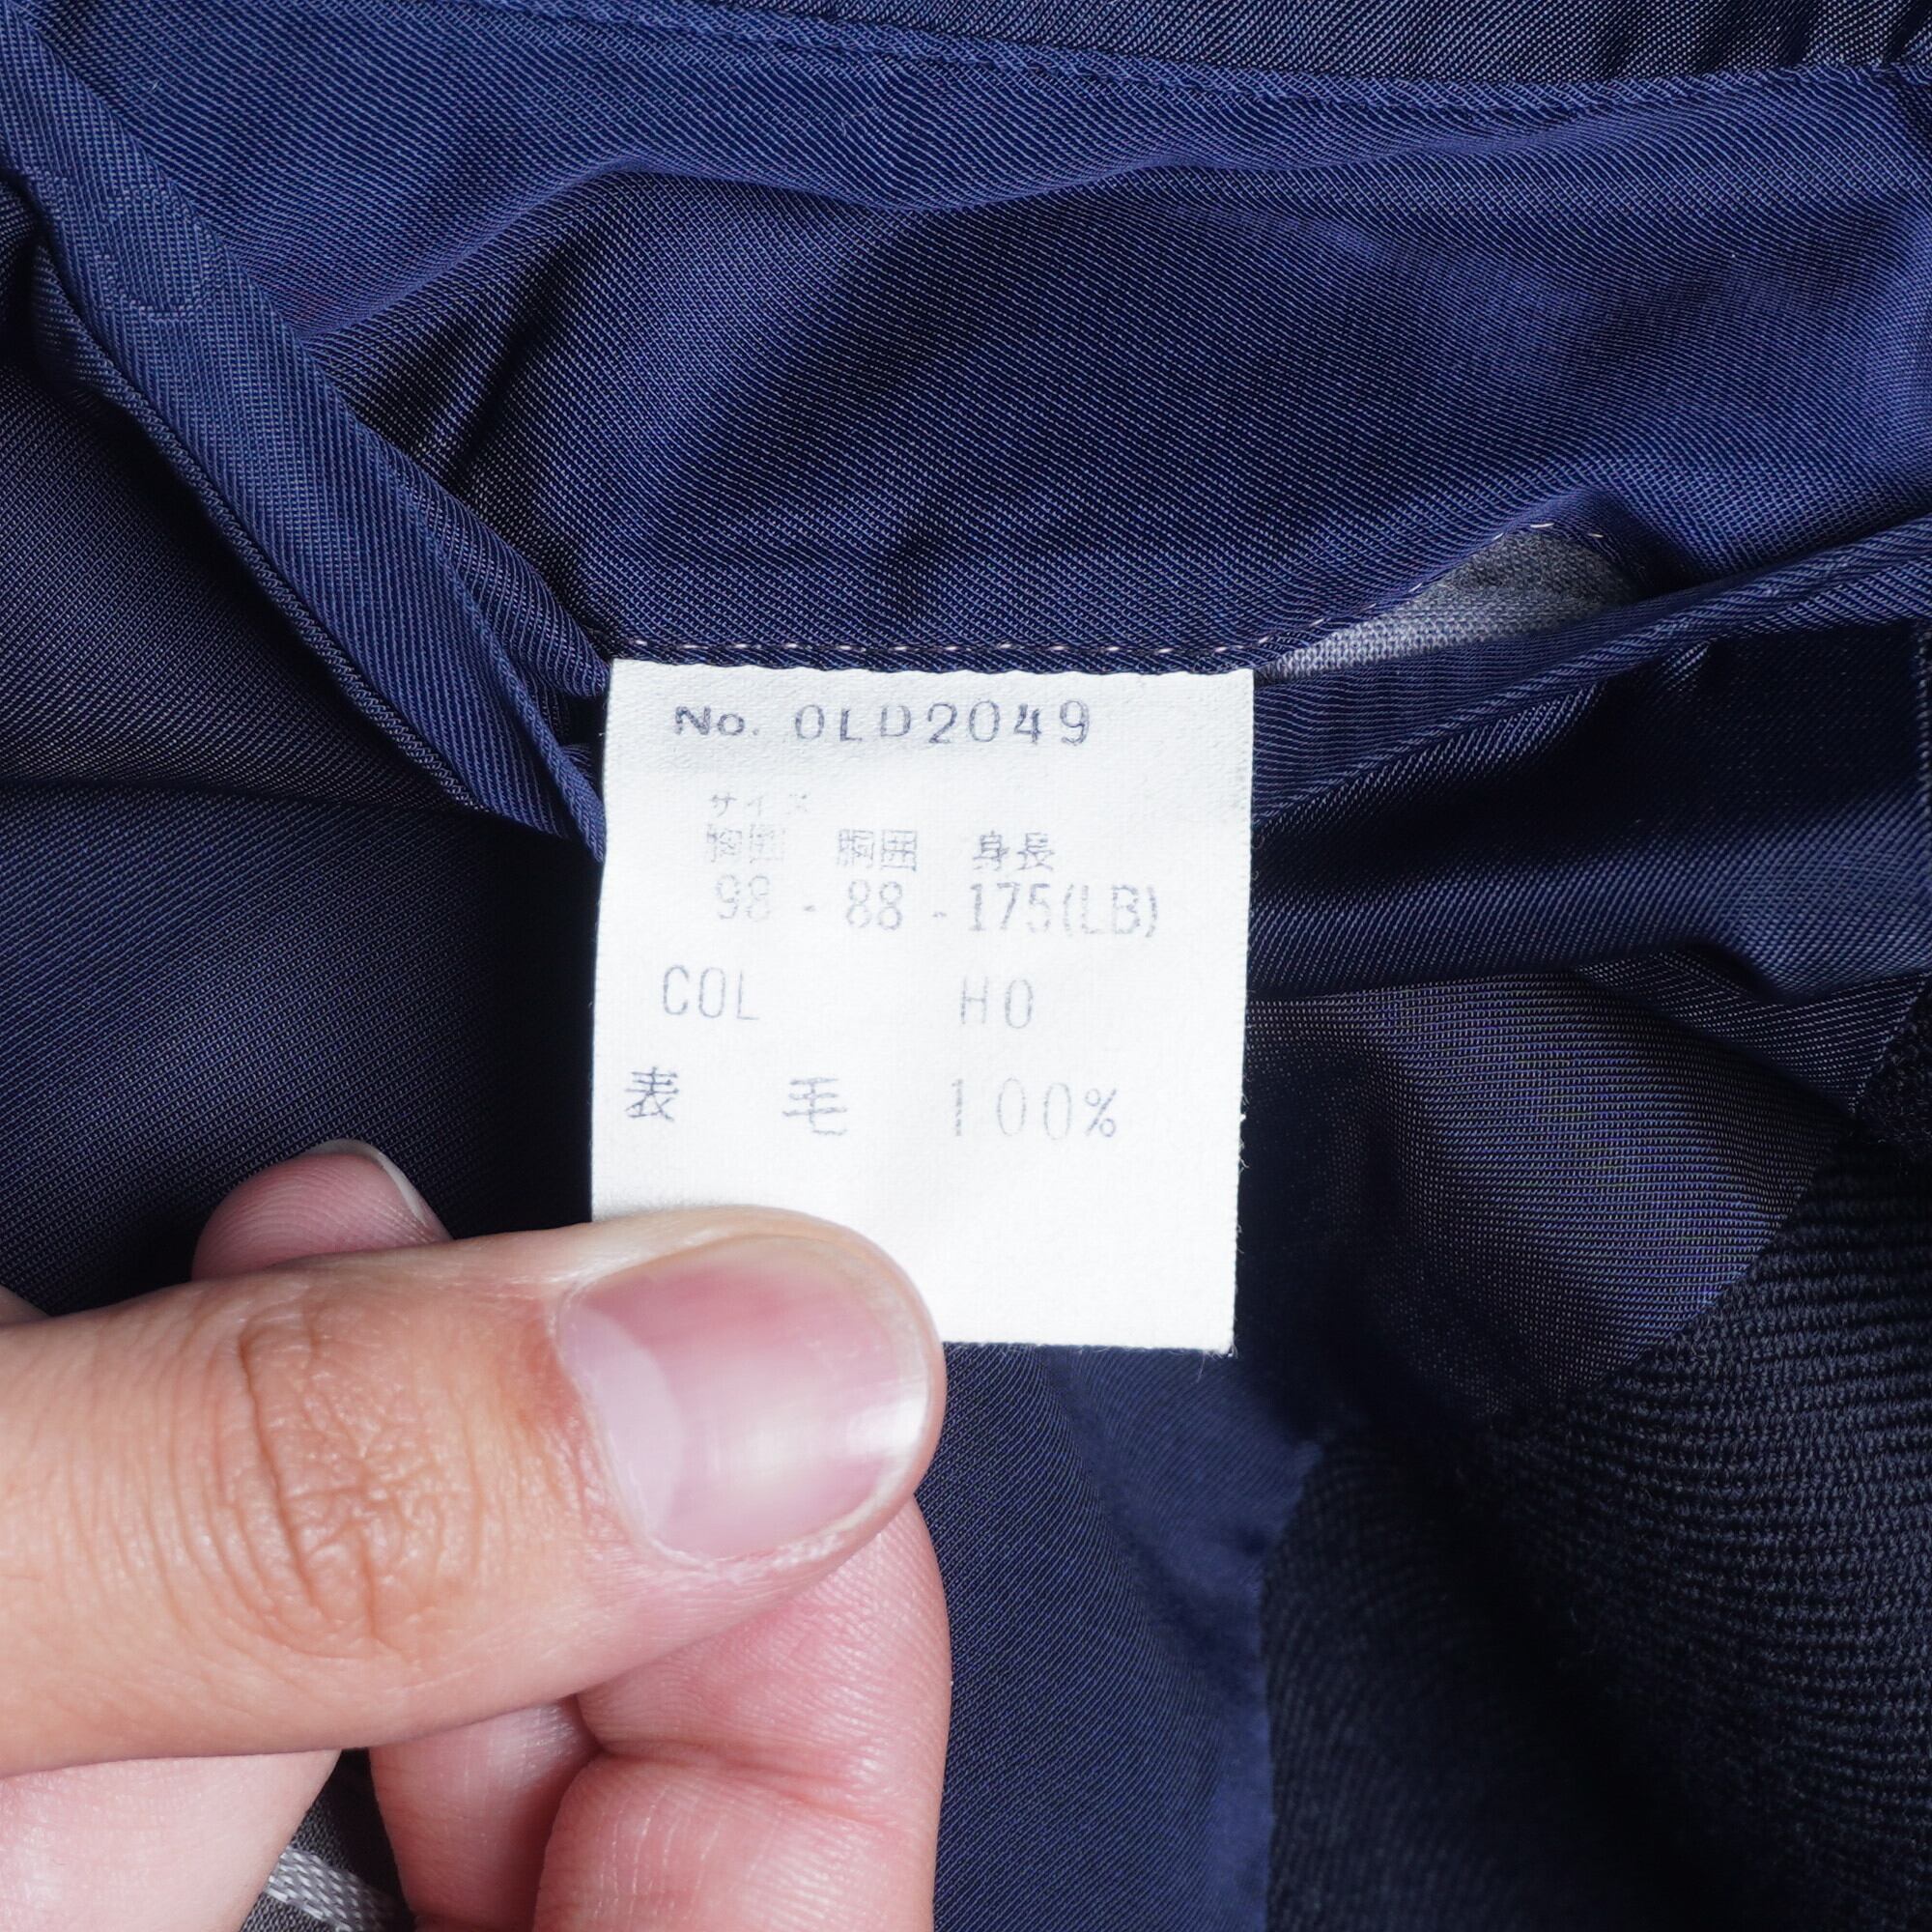 No. OLD2049
サイズ
胸囲 胴囲 身長
98 - 88 - 175(LB)
COL HO
表 毛 100%